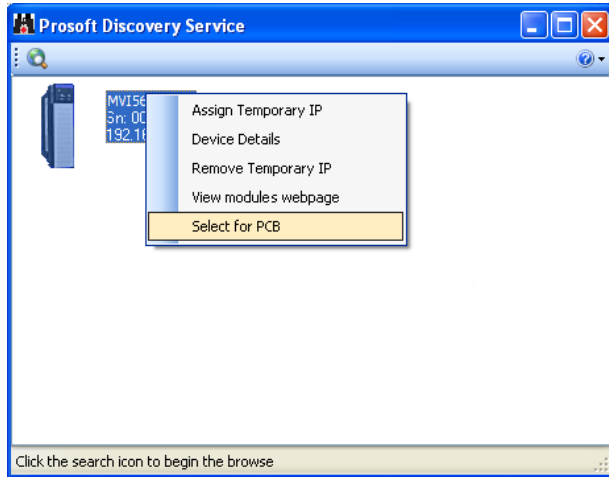 Prosoft Discovery Service
MVI56
Sn: 00
192.16
Assign Temporary IP
Device Details
Remove Temporary IP
View modules webpage
Select for PCB
Click the search icon to begin the browse